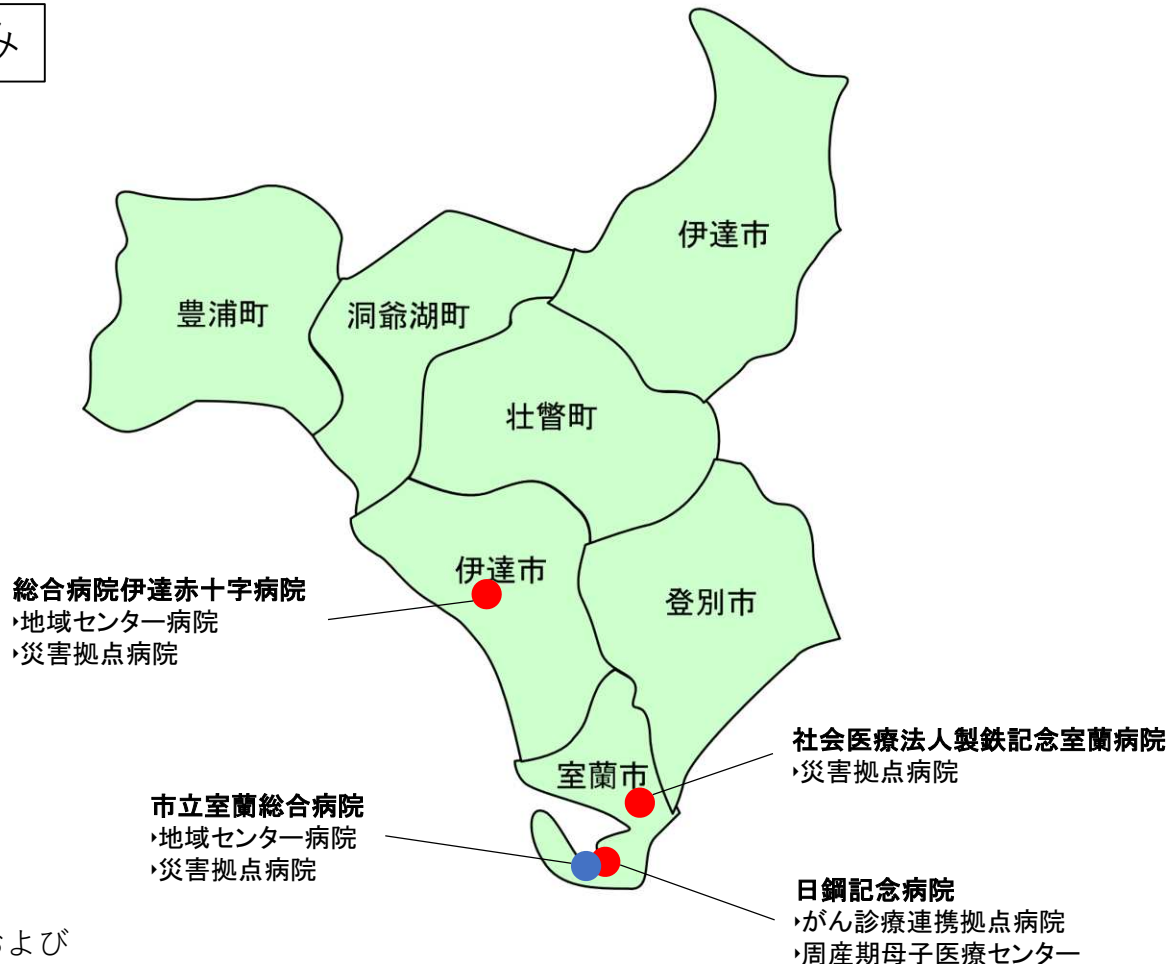 み
伊達市
豊浦町
洞爺湖町
壮瞥町
伊達市
登別市
総合病院伊達赤十字病院
▸地域センター病院
▸災害拠点病院
室蘭市
社会医療法人製鉄記念室蘭病院
▸災害拠点病院
市立室蘭総合病院
▸地域センター病院
▸災害拠点病院
日鋼記念病院
▸がん診療連携拠点病院
▸周産期母子医療センター
および